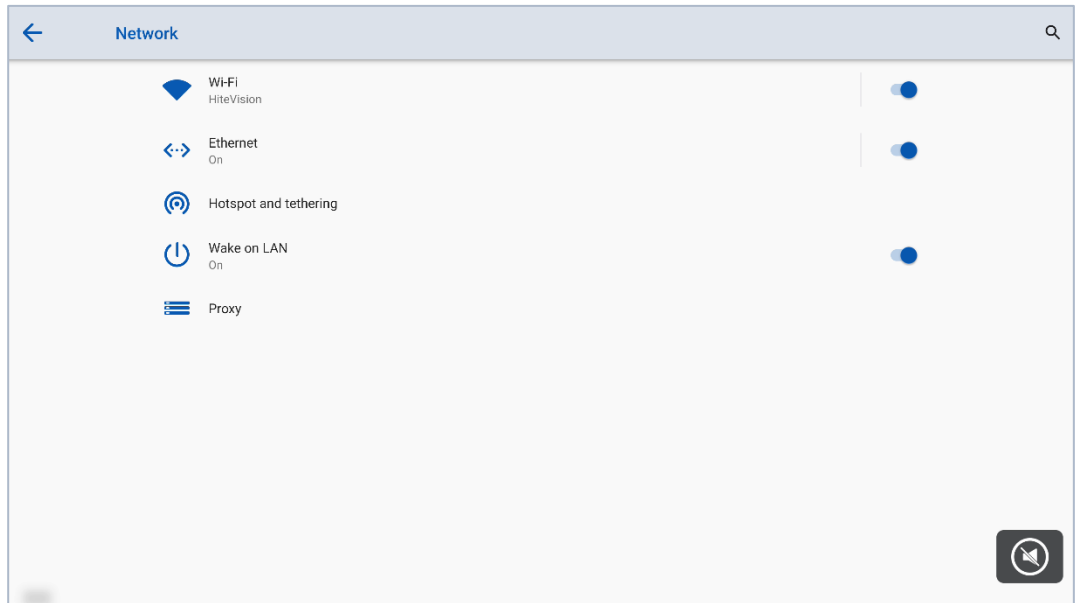 Network
Wi-Fi
HiteVision
Ethernet
On
Hotspot and tethering
Wake on LAN
On
Proxy